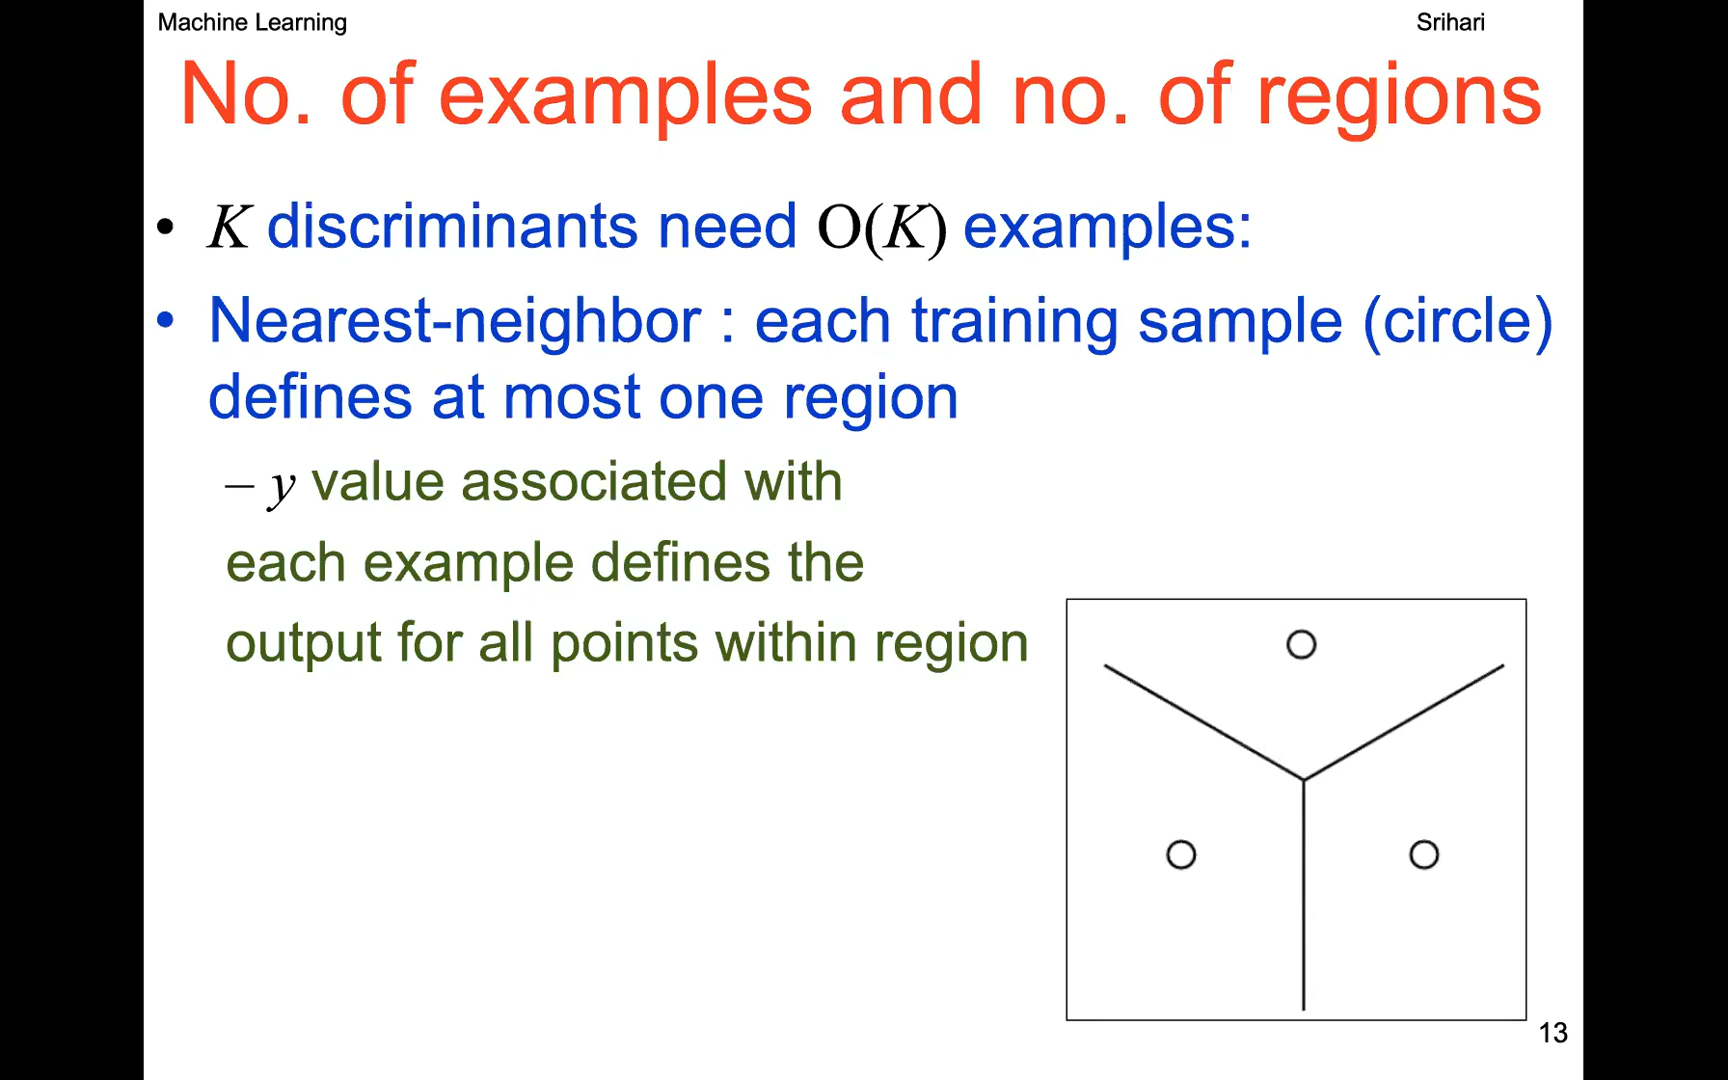 Machine Learning
Srihari
No. of examples and no. of regions
• K discriminants need O(K) examples:
• Nearest-neighbor : each training sample (circle)
defines at most one region
– y value associated with
each example defines the
output for all points within region
13